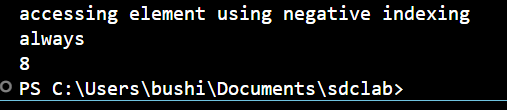 accessing element using negative indexing
always
8
PS C:\Users\bushi\Documents\sdclab>